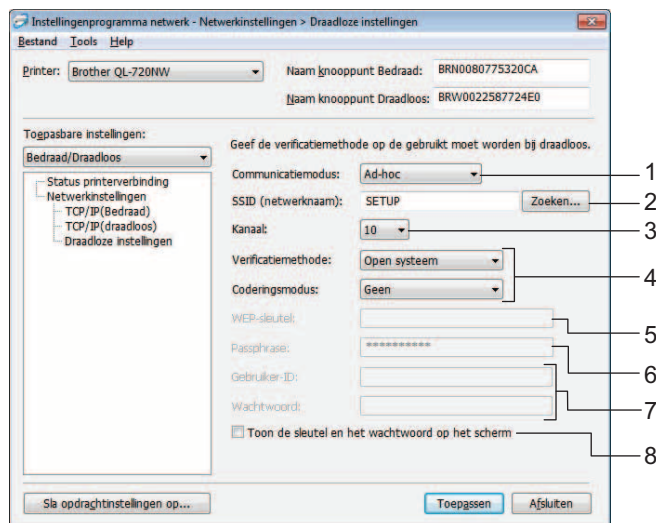 Instellingenprogramma netwerk - Netwerkinstellingen > Draadloze instellingen
Bestand Tools Help
Printer: Brother QL-720NW
Naam knooppunt Bedraad: BRN0080775320CA
Naam knooppunt Draadloos: BRW0022587724E0
Toepasbare instellingen:
Bedraad/Draadloos
Status printerverbinding
Netwerkinstellingen
TCP/IP(Bedraad)
TCP/IP(draadloos)
Draadloze instellingen
Geef de verificatiemethode op de gebruikt moet worden bij draadloos.
Communicatiemodus: Ad-hoc 1
SSID (netwerknaam): SETUP Zoeken... 2
Kanaal: 10 3
Verificatiemethode: Open systeem
4
Coderingsmodus: Geen
WEP-sleutel: 5
Passphrase: ********** 6
Gebruiker-ID:
7
Wachtwoord:
Toon de sleutel en het wachtwoord op het scherm 8
Sla opdrachtinstellingen op... Toepassen Afsluiten